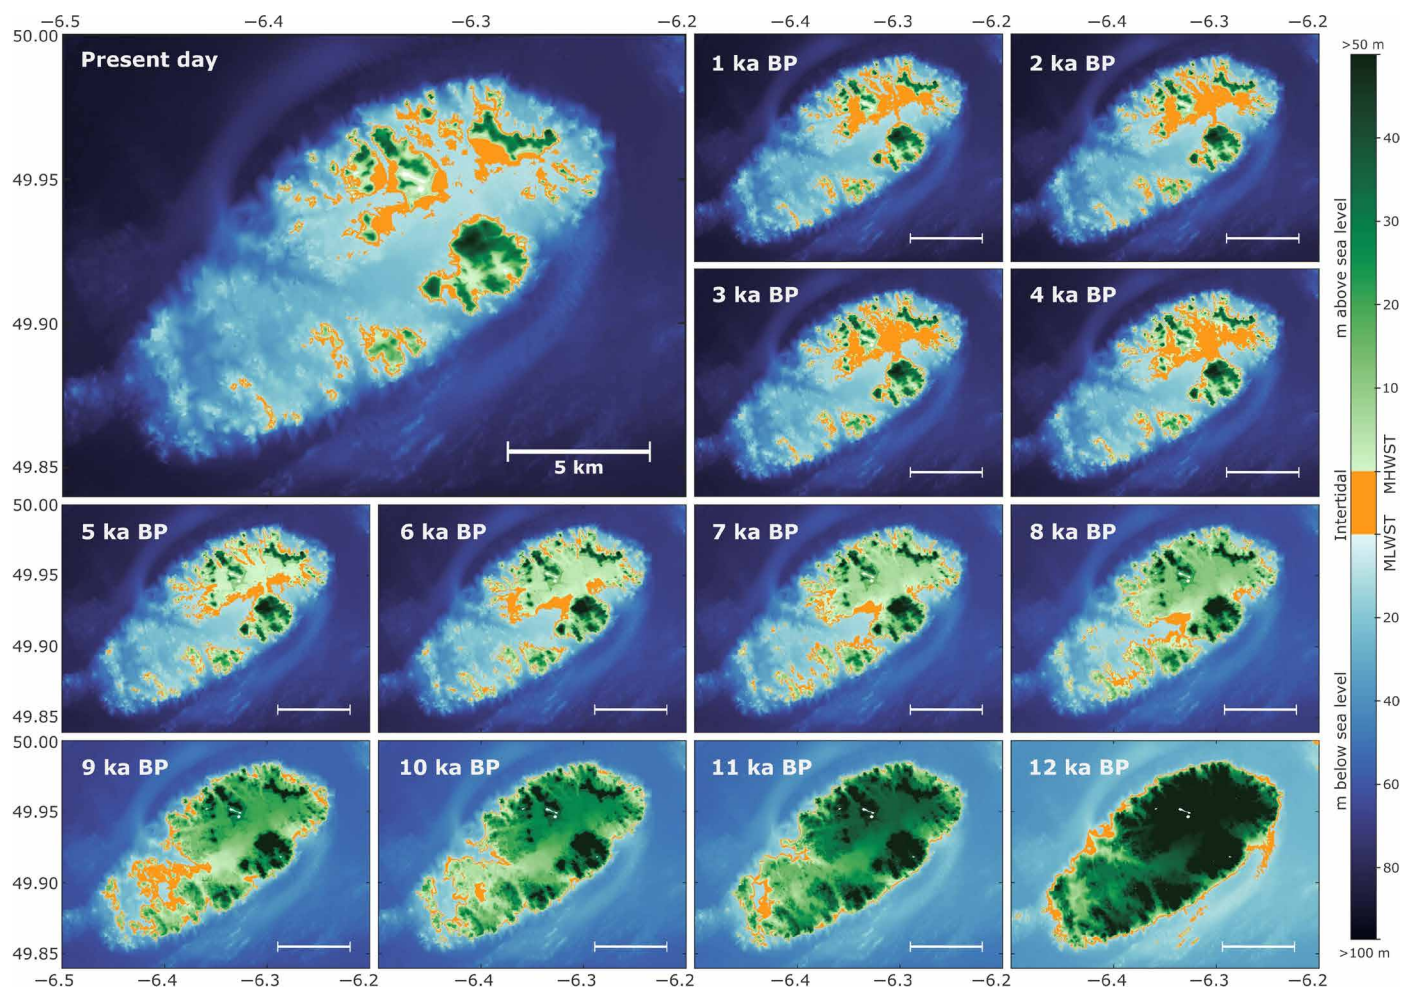 −6.5 −6.4 −6.3 −6.2 −6.4 −6.3 −6.2 −6.4 −6.3 −6.2
50.00
Present day
1 ka BP
2 ka BP
>50 m
40
49.95
30
m above sea level
3 ka BP
4 ka BP
49.90
20
10
5 km
49.85
MHWST
Intertidal
MLWST
50.00
5 ka BP
6 ka BP
7 ka BP
8 ka BP
49.95
20
49.90
40
m below sea level
49.85
50.00
9 ka BP
10 ka BP
11 ka BP
12 ka BP
60
49.95
80
49.90
49.85
>100 m
−6.5 −6.4 −6.3 −6.2 −6.4 −6.3 −6.2 −6.4 −6.3 −6.2 −6.4 −6.3 −6.2